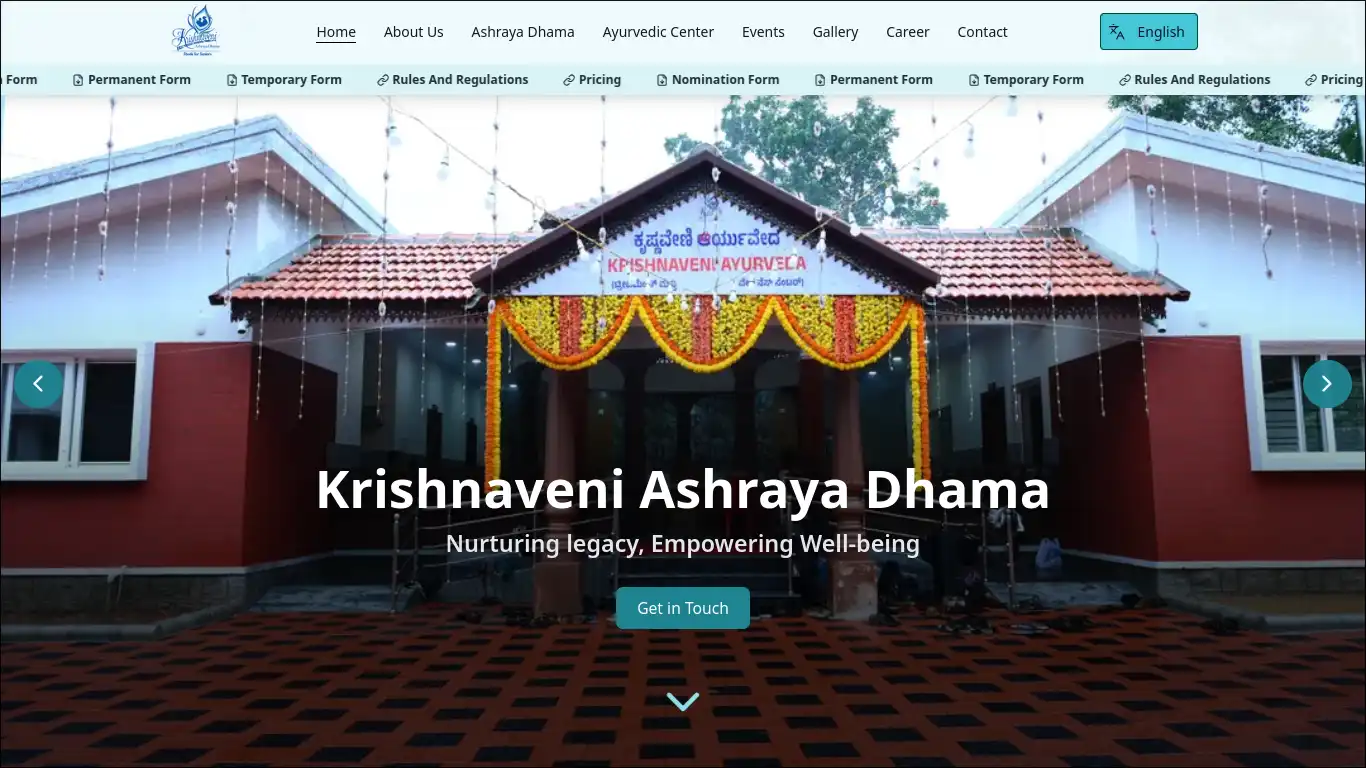 Krishnaveni
Home About Us Ashraya Dhama Ayurvedic Center Events Gallery Career Contact
English
Form Permanent Form Temporary Form Rules And Regulations Pricing Nomination Form Permanent Form Temporary Form Rules And Regulations Pricing
ಕೃಷ್ಣವೇಣಿ ಆರ್ಯುವೇದ
KRISHNAVENI AYURVEDA
Krishnaveni Ashraya Dhama
Nurturing legacy, Empowering Well-being
Get in Touch